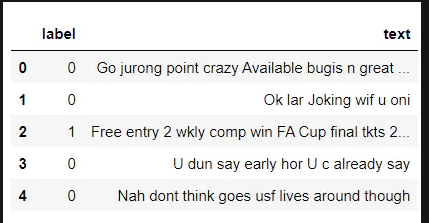 label text
0 0 Go jurong point crazy Available bugis n great ...
1 0 Ok lar Joking wif u oni
2 1 Free entry 2 wkly comp win FA Cup final tkts 2...
3 0 U dun say early hor U c already say
4 0 Nah dont think goes usf lives around though